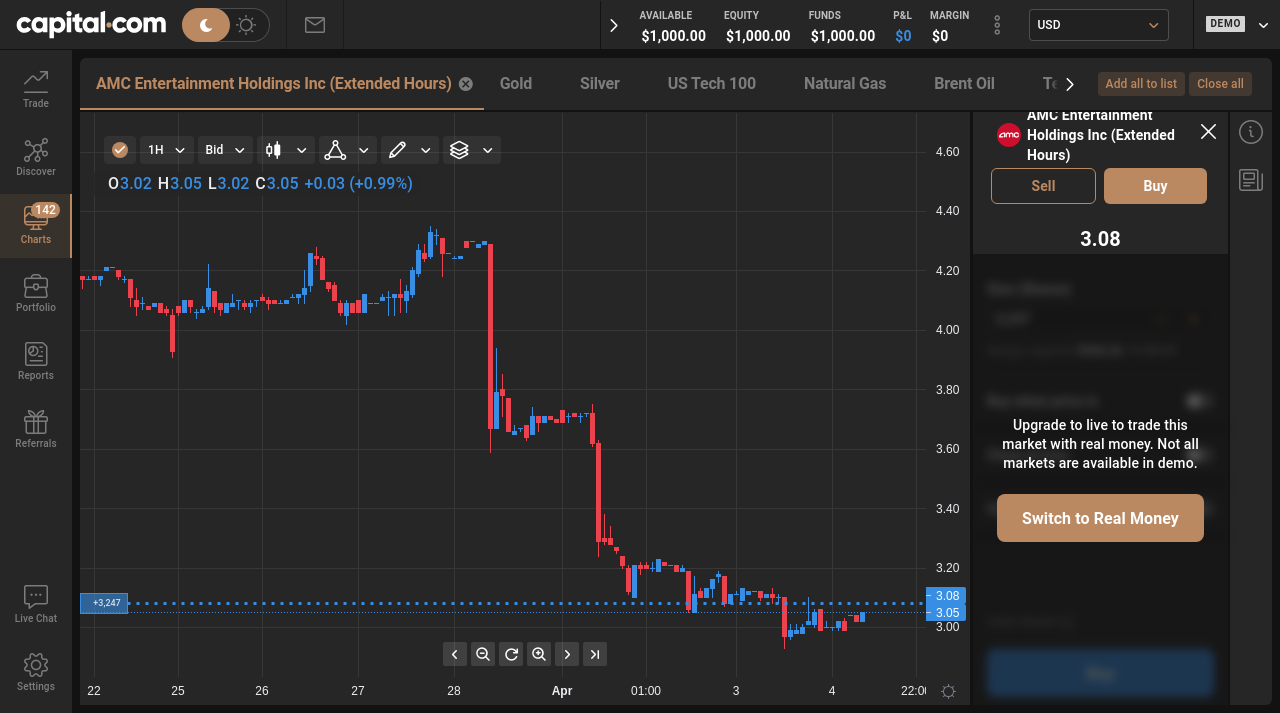 capital.com
AVAILABLE
$1,000.00
EQUITY
$1,000.00
FUNDS
$1,000.00
P&L
$0
MARGIN
$0
USD
DEMO
Trade
Discover
142
Charts
Portfolio
Reports
Referrals
Live Chat
Settings
AMC Entertainment Holdings Inc (Extended Hours)
Gold
Silver
US Tech 100
Natural Gas
Brent Oil
Add all to list
Close all
1H
Bid
O3.02 H3.05 L3.02 C3.05 +0.03 (+0.99%)
4.60
4.40
4.20
4.00
3.80
3.60
3.40
3.20
3.08
3.05
3.00
+3,247
22
25
26
27
28
Apr
01:00
3
4
22:00
amc
AMC Entertainment
Holdings Inc (Extended
Hours)
Sell
Buy
3.08
Upgrade to live to trade this
market with real money. Not all
markets are available in demo.
Switch to Real Money